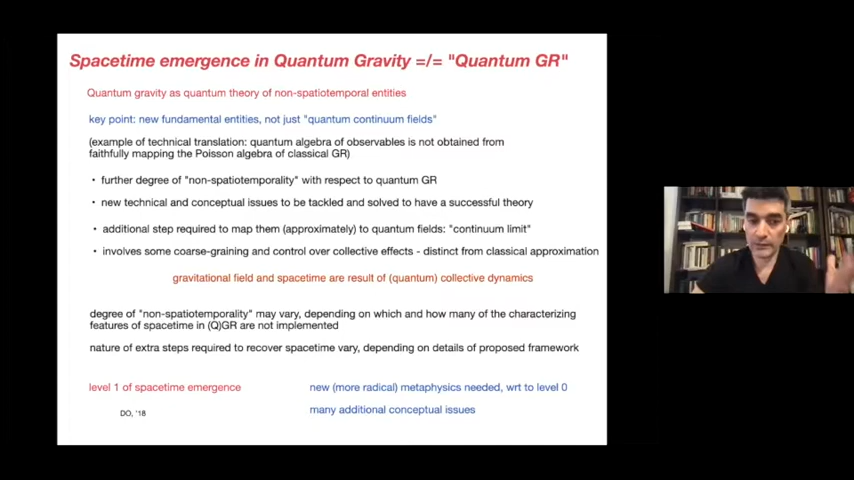 Spacetime emergence in Quantum Gravity =/= "Quantum GR"
Quantum gravity as quantum theory of non-spatiotemporal entities
key point: new fundamental entities, not just "quantum continuum fields"
(example of technical translation: quantum algebra of observables is not obtained from
faithfully mapping the Poisson algebra of classical GR)
• further degree of "non-spatiotemporality" with respect to quantum GR
• new technical and conceptual issues to be tackled and solved to have a successful theory
• additional step required to map them (approximately) to quantum fields: "continuum limit"
• involves some coarse-graining and control over collective effects - distinct from classical approximation
gravitational field and spacetime are result of (quantum) collective dynamics
degree of "non-spatiotemporality" may vary, depending on which and how many of the characterizing
features of spacetime in (Q)GR are not implemented
nature of extra steps required to recover spacetime vary, depending on details of proposed framework
level 1 of spacetime emergence
new (more radical) metaphysics needed, wrt to level 0
many additional conceptual issues
DO, '18